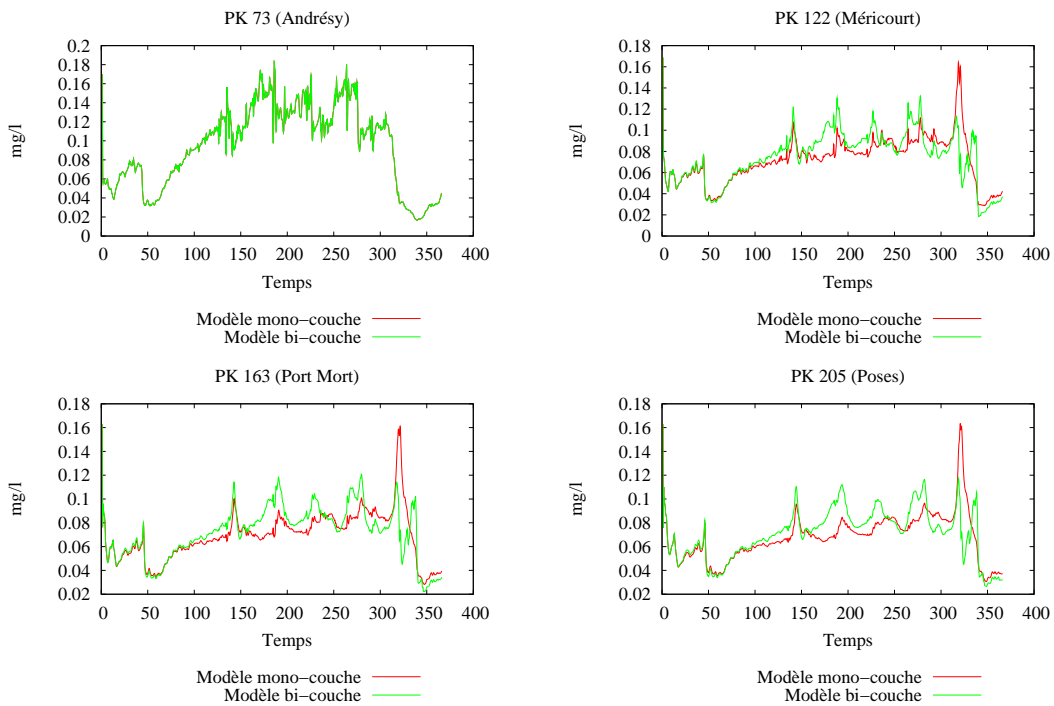 PK 73 (Andrésy)
0.2
0.18
0.16
0.14
0.12
0.1
0.08
0.06
0.04
0.02
0
mg/l
0 50 100 150 200 250 300 350 400
Temps
Modèle mono−couche
Modèle bi−couche
PK 122 (Méricourt)
0.18
0.16
0.14
0.12
0.1
0.08
0.06
0.04
0.02
0
mg/l
0 50 100 150 200 250 300 350 400
Temps
Modèle mono−couche
Modèle bi−couche
PK 163 (Port Mort)
0.18
0.16
0.14
0.12
0.1
0.08
0.06
0.04
0.02
mg/l
0 50 100 150 200 250 300 350 400
Temps
Modèle mono−couche
Modèle bi−couche
PK 205 (Poses)
0.18
0.16
0.14
0.12
0.1
0.08
0.06
0.04
0.02
mg/l
0 50 100 150 200 250 300 350 400
Temps
Modèle mono−couche
Modèle bi−couche